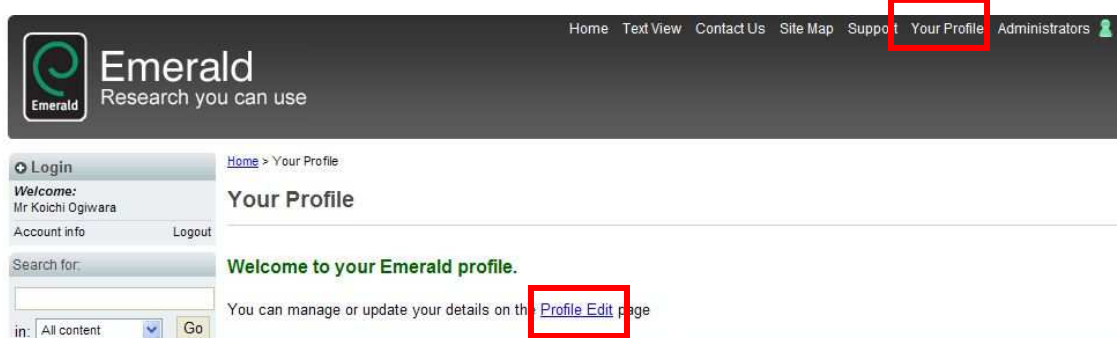 Home Text View Contact Us Site Map Support Your Profile Administrators
Emerald
Research you can use
Emerald
Login
Welcome:
Mr Koichi Ogiwara
Account info Logout
Search for:
in: All content Go
Home > Your Profile
Your Profile
Welcome to your Emerald profile.
You can manage or update your details on the Profile Edit page